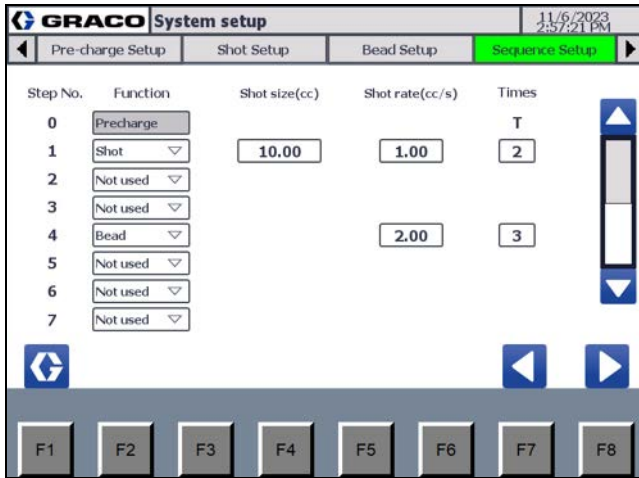 GRACO System setup 11/6/2023
2:57:21 PM
Pre-charge Setup Shot Setup Bead Setup Sequence Setup
Step No. Function Shot size(cc) Shot rate(cc/s) Times
0 Precharge T
1 Shot 10.00 1.00 2
2 Not used
3 Not used
4 Bead 2.00 3
5 Not used
6 Not used
7 Not used
F1 F2 F3 F4 F5 F6 F7 F8